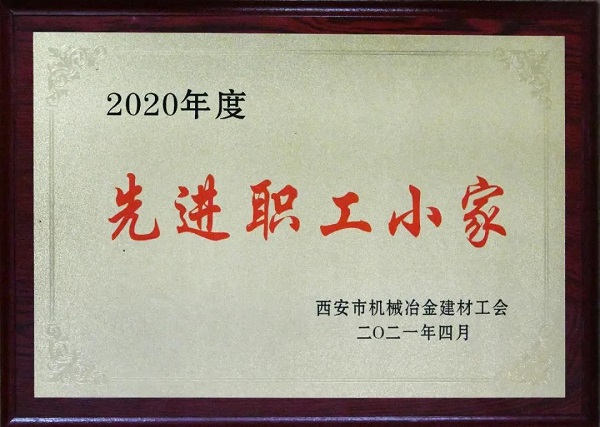 2020年度
先进职工小家
西安市机械冶金建材工会
二〇二一年四月